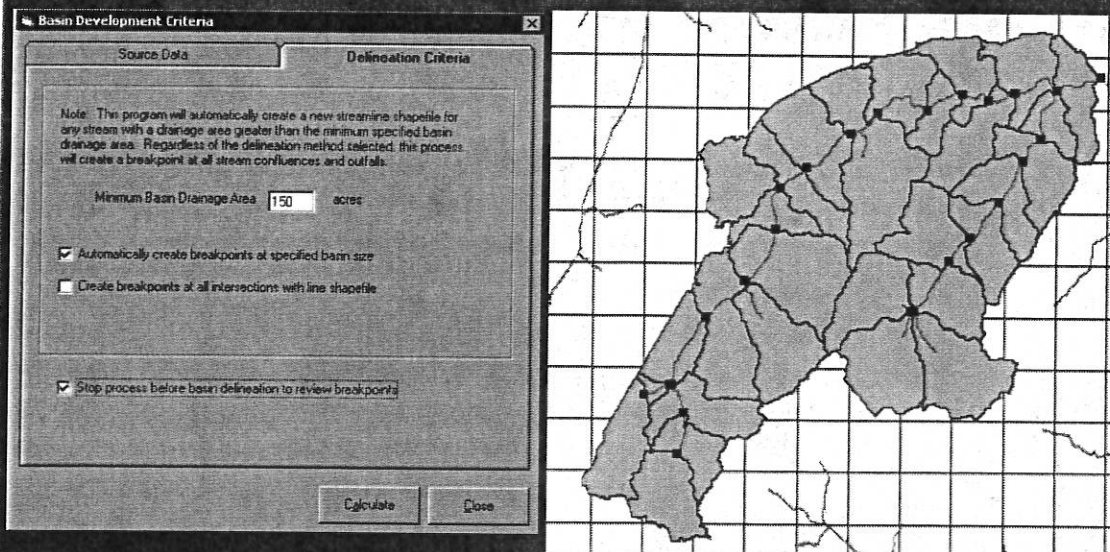 Basin Development Criteria
Source Data
Delineation Criteria
Note: This program will automatically create a new streamline shapefile for
any stream with a drainage area greater than the minimum specified basin
drainage area. Regardless of the delineation method selected, this process
will create a breakpoint at all stream confluences and outfalls.
Minimum Basin Drainage Area 150 acres
Automatically create breakpoints at specified basin size
Create breakpoints at all intersections with line shapefile
Stop process before basin delineation to review breakpoints
Calculate Close